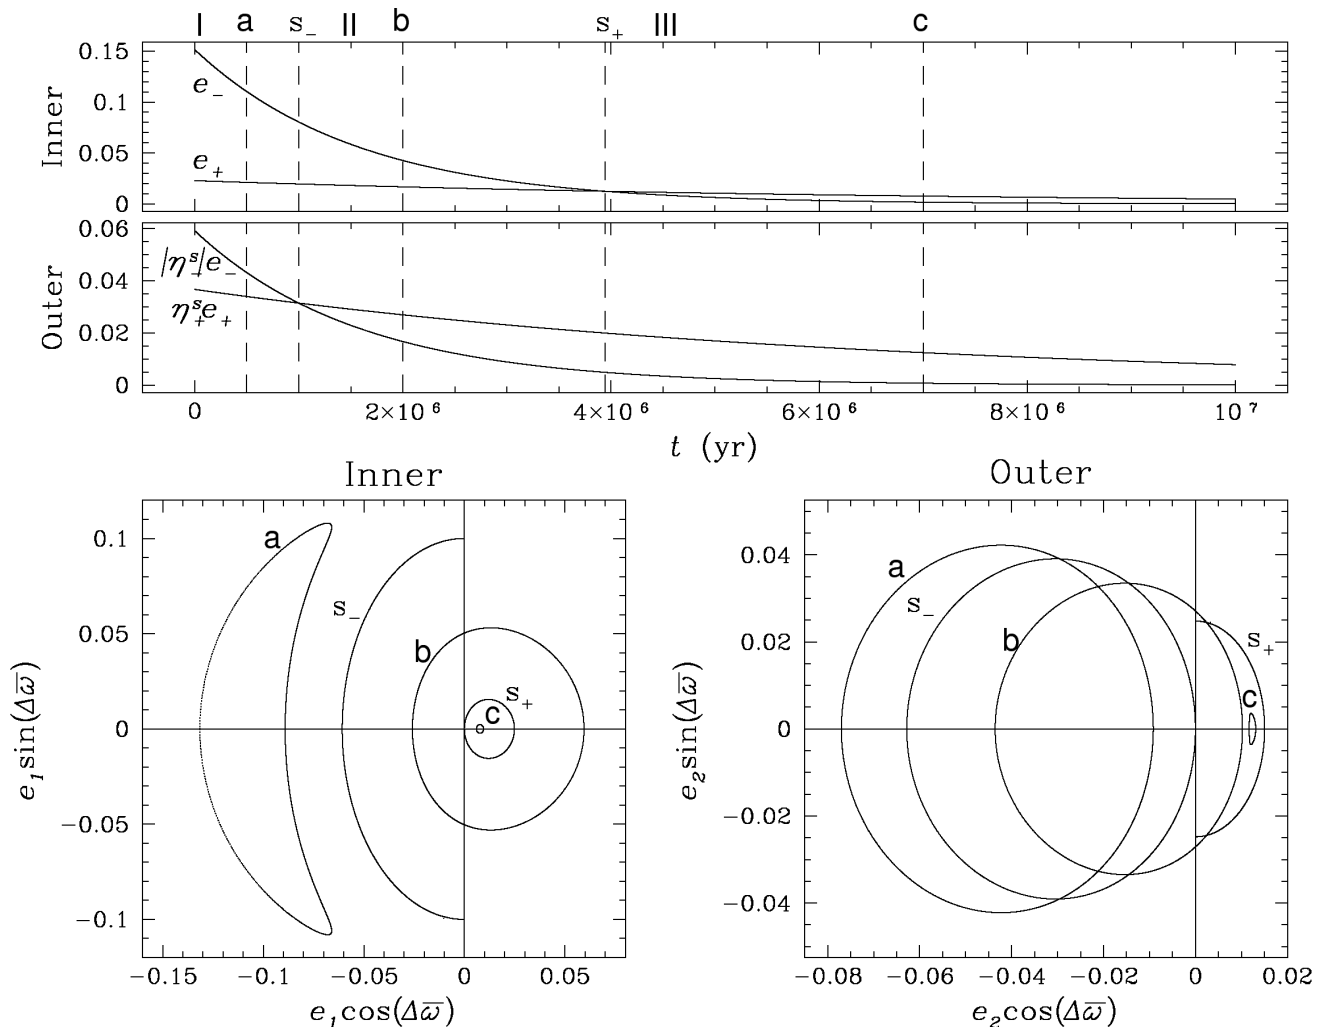 I a s₋ II b s₊ III c
Inner
0.15
0.1
0.05
0
e₋
e₊
Outer
0.06
0.04
0.02
0
|η₋ˢ|e₋
η₊ˢe₊
0 2×10⁶ 4×10⁶ 6×10⁶ 8×10⁶ 10⁷
t (yr)
Inner
e₁sin(Δϖ)
0.1
0.05
0
−0.05
−0.1
a
s₋
b
s₊
c
−0.15 −0.1 −0.05 0 0.05
e₁cos(Δϖ)
Outer
e₂sin(Δϖ)
0.04
0.02
0
−0.02
−0.04
a
s₋
b
s₊
c
−0.08 −0.06 −0.04 −0.02 0 0.02
e₂cos(Δϖ)